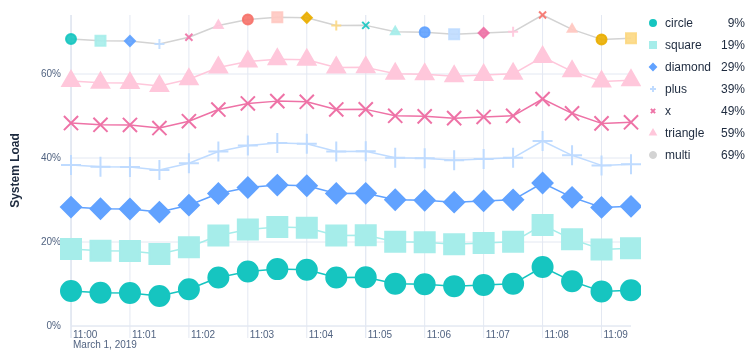 circle 9%
square 19%
diamond 29%
plus 39%
x 49%
triangle 59%
multi 69%
System Load
60%
40%
20%
0%
11:00 11:01 11:02 11:03 11:04 11:05 11:06 11:07 11:08 11:09
March 1, 2019